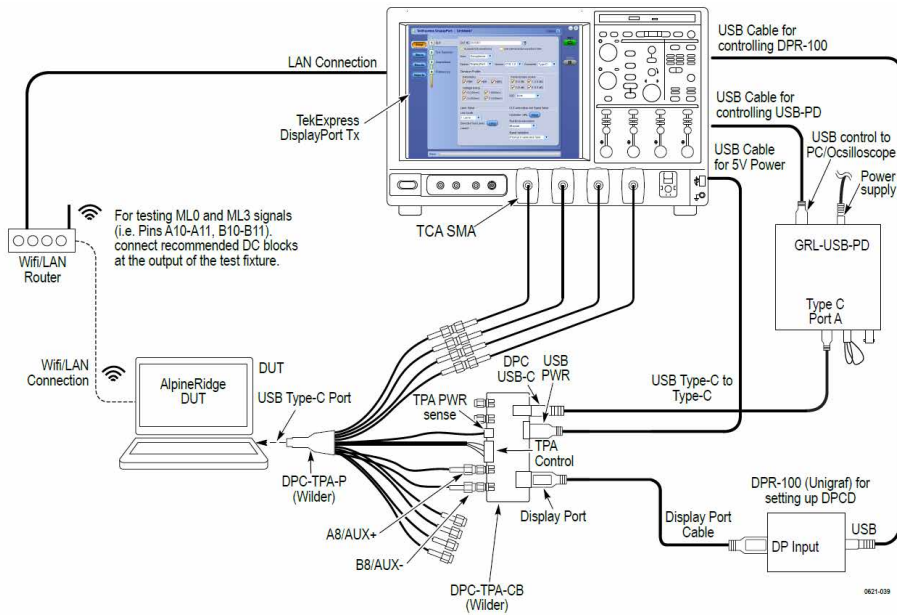 LAN Connection
TekExpress
DisplayPort Tx
USB Cable for
controlling DPR-100
USB Cable for
controlling USB-PD
USB Cable
for 5V Power
USB control to
PC/Ocsilloscope
Power
supply
TCA SMA
For testing ML0 and ML3 signals
(i.e. Pins A10-A11, B10-B11).
connect recommended DC blocks
at the output of the test fixture.
Wifi/LAN
Router
GRL-USB-PD
Type C
Port A
Wifi/LAN
Connection
AlpineRidge
DUT
DUT
USB Type-C Port
DPC
USB-C
USB
PWR
TPA PWR
sense
USB Type-C to
Type-C
TPA
Control
DPC-TPA-P
(Wilder)
Display Port
A8/AUX+
B8/AUX-
DPC-TPA-CB
(Wilder)
DPR-100 (Unigraf) for
setting up DPCD
Display Port
Cable
DP Input
USB
0621-039